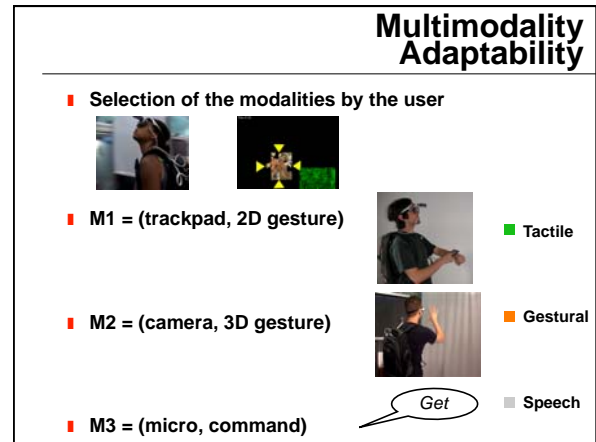 Multimodality
Adaptability
Selection of the modalities by the user
M1 = (trackpad, 2D gesture)
Tactile
M2 = (camera, 3D gesture)
Gestural
Get
Speech
M3 = (micro, command)